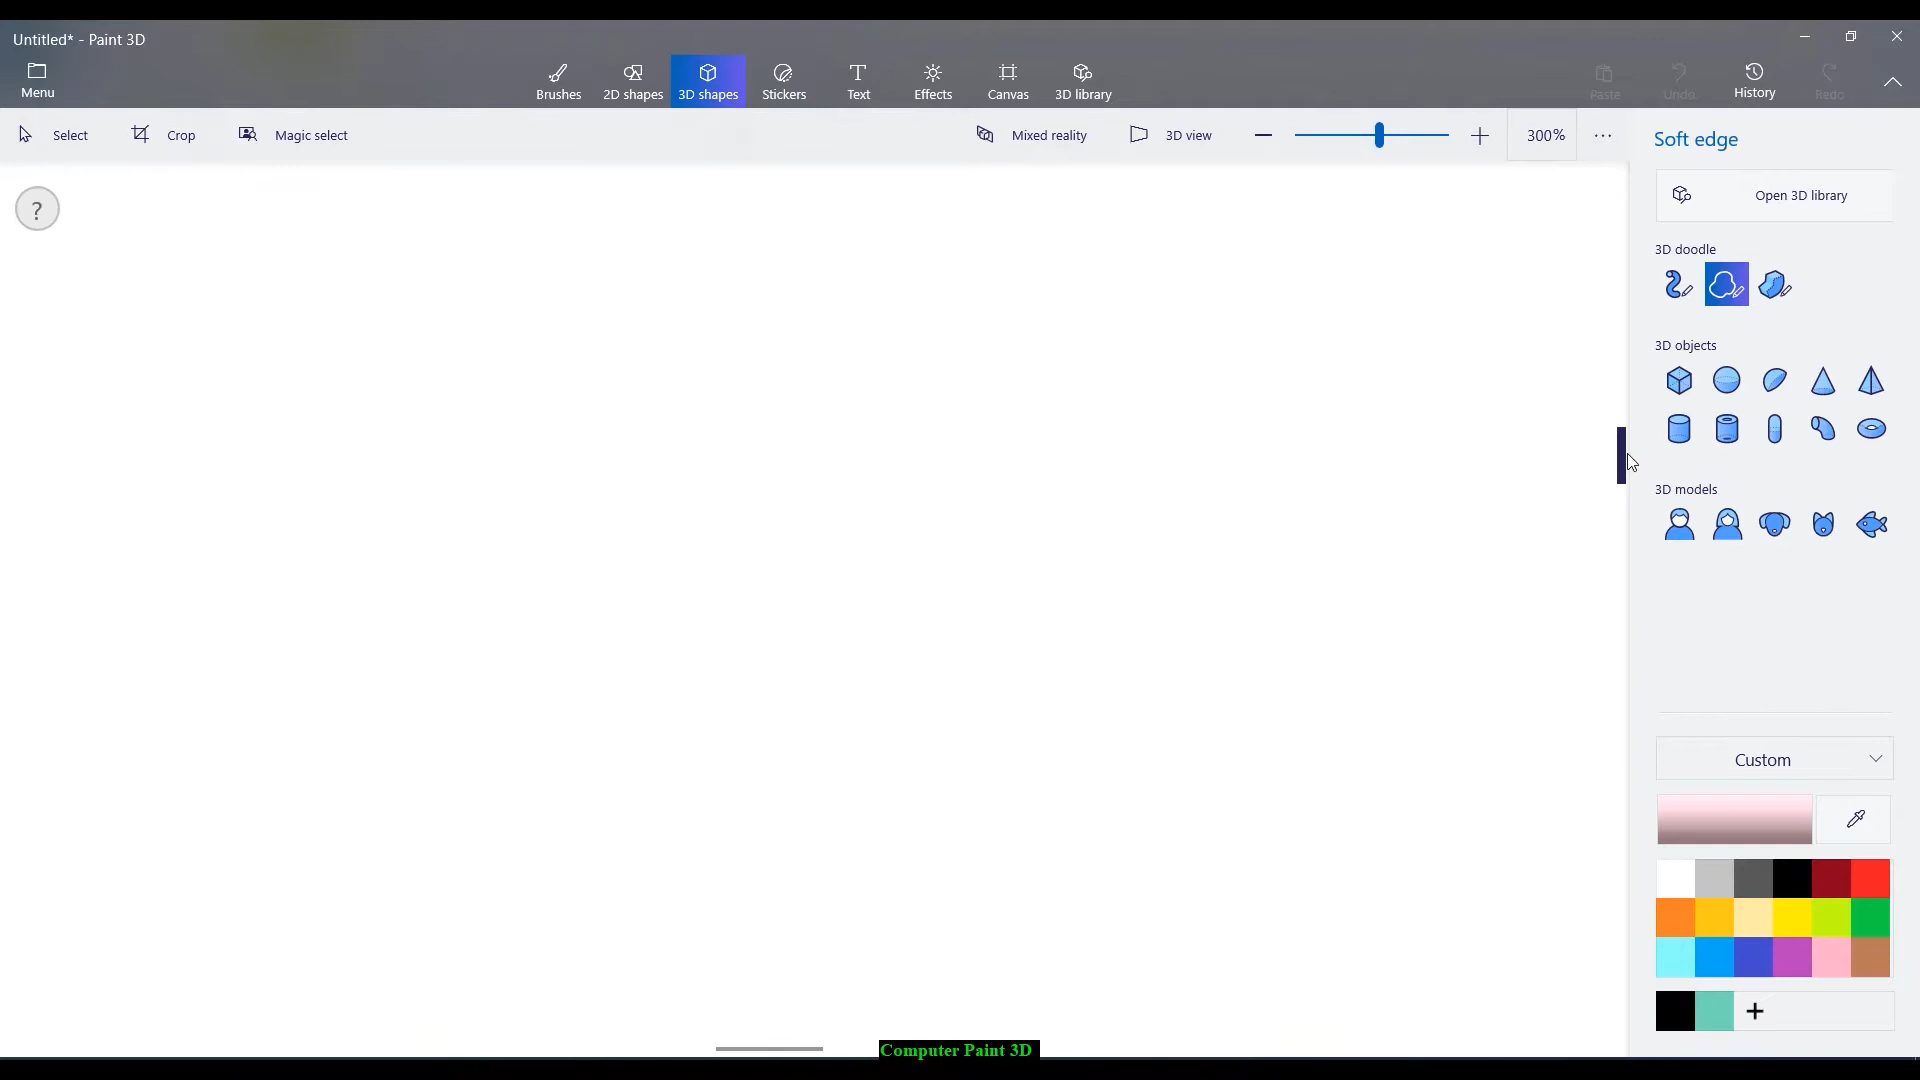 Untitled* - Paint 3D
Menu
Brushes
2D shapes
3D shapes
Stickers
Text
Effects
Canvas
3D library
Paste
Undo
History
Redo
Select
Crop
Magic select
Mixed reality
3D view
300%
Soft edge
?
Open 3D library
3D doodle
3D objects
3D models
Custom
Computer Paint 3D